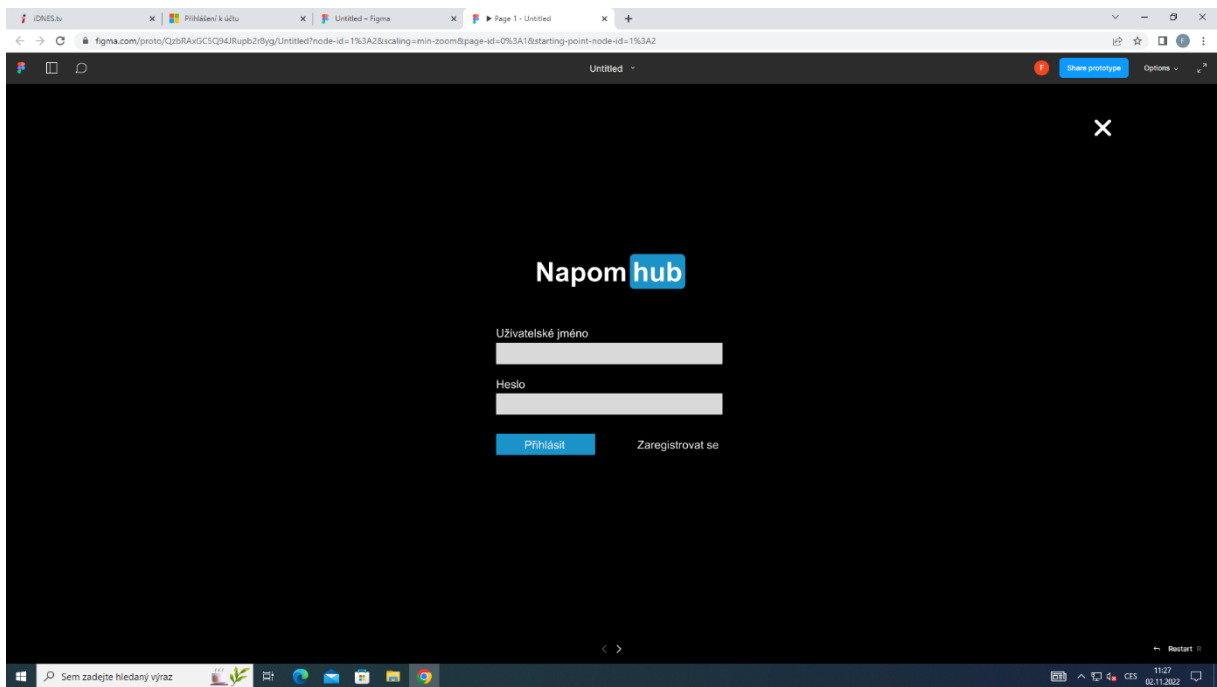 iDNES.tv
Přihlášení k účtu
Untitled – Figma
Page 1 - Untitled
figma.com/proto/QzbRAxGC5Q94JRupb2r8yg/Untitled?node-id=1%3A2&scaling=min-zoom&page-id=0%3A1&starting-point-node-id=1%3A2
F
Untitled
F
Share prototype
Options
Napom hub
Uživatelské jméno
Heslo
Přihlásit
Zaregistrovat se
Restart R
Sem zadejte hledaný výraz
CES
11:27
02.11.2022